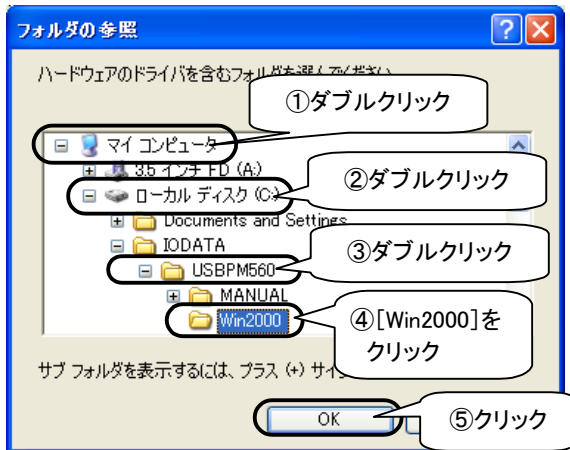 フォルダの参照
ハードウェアのドライバを含むフォルダを選んでください
①ダブルクリック
マイ コンピュータ
3.5 インチ FD (A:)
②ダブルクリック
ローカル ディスク (C:)
Documents and Settings
③ダブルクリック
IODATA
USBPM560
MANUAL
④[Win2000]を
クリック
Win2000
サブ フォルダを表示するには、プラス (+) サイ
OK
⑤クリック